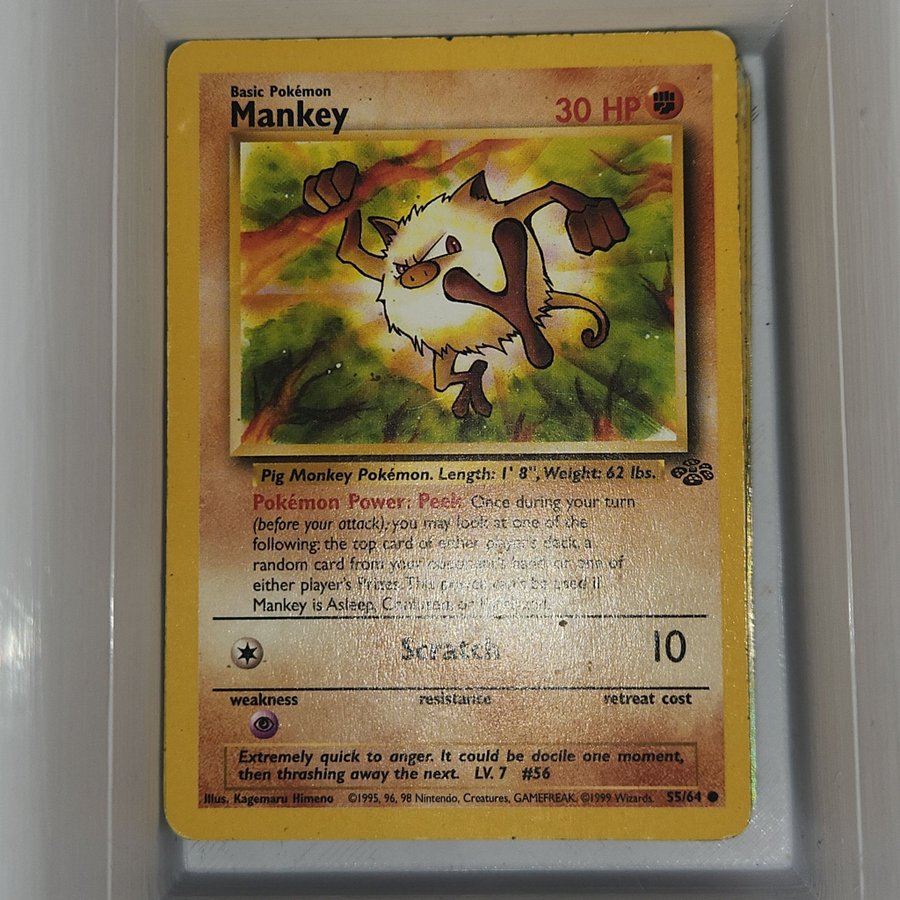 Basic Pokémon
Mankey
30 HP
Pig Monkey Pokémon. Length: 1' 8", Weight: 62 lbs.
Pokémon Power: Peek Once during your turn
(before your attack), you may look at one of the
following: the top card of either player's deck, a
random card from your opponent's hand, or one of
either player's Prizes. This power can't be used if
Mankey is Asleep, Confused, or Paralyzed.
Scratch 10
weakness resistance retreat cost
Extremely quick to anger. It could be docile one moment,
then thrashing away the next. LV. 7 #56
Illus. Kagemaru Himeno ©1995, 96, 98 Nintendo, Creatures, GAMEFREAK. ©1999 Wizards. 55/64